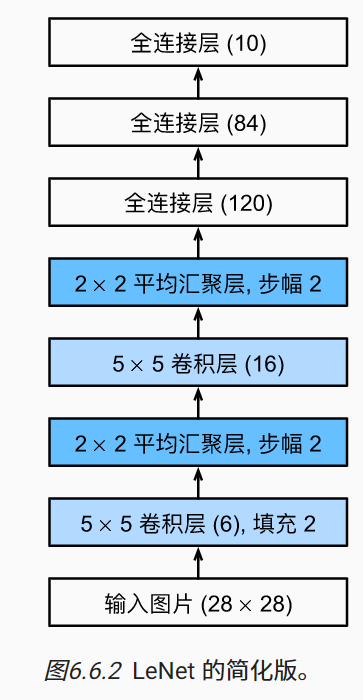 全连接层 (10)
全连接层 (84)
全连接层 (120)
2 × 2 平均汇聚层, 步幅 2
5 × 5 卷积层 (16)
2 × 2 平均汇聚层, 步幅 2
5 × 5 卷积层 (6), 填充 2
输入图片 (28 × 28)
图6.6.2 LeNet 的简化版。